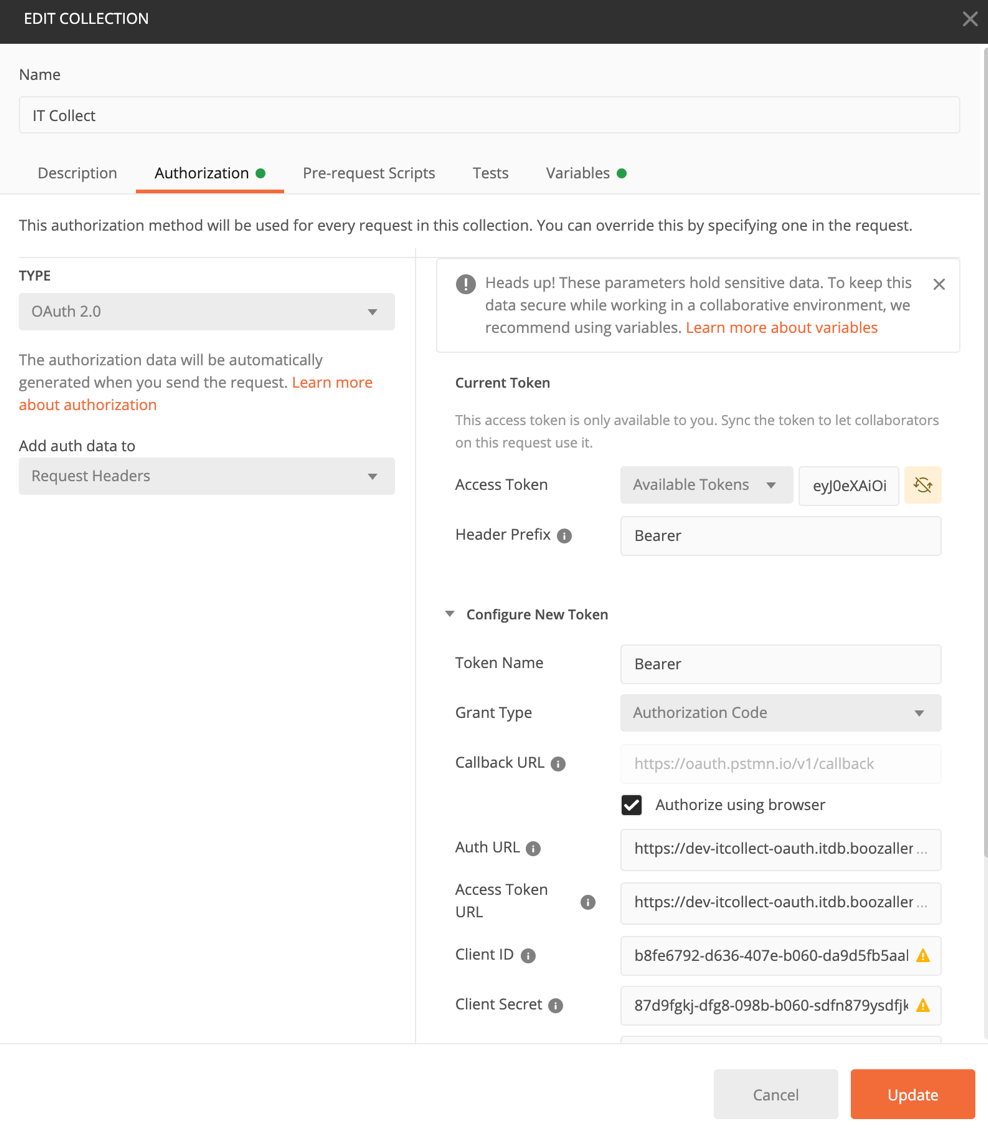 EDIT COLLECTION
Name
IT Collect
Description Authorization Pre-request Scripts Tests Variables
This authorization method will be used for every request in this collection. You can override this by specifying one in the request.
TYPE
OAuth 2.0
The authorization data will be automatically
generated when you send the request. Learn more
about authorization
Add auth data to
Request Headers
Heads up! These parameters hold sensitive data. To keep this
data secure while working in a collaborative environment, we
recommend using variables. Learn more about variables
Current Token
This access token is only available to you. Sync the token to let collaborators
on this request use it.
Access Token Available Tokens eyJ0eXAiOi
Header Prefix Bearer
Configure New Token
Token Name Bearer
Grant Type Authorization Code
Callback URL https://oauth.pstmn.io/v1/callback
Authorize using browser
Auth URL https://dev-itcollect-oauth.itdb.boozaller ...
Access Token
URL https://dev-itcollect-oauth.itdb.boozaller ...
Client ID b8fe6792-d636-407e-b060-da9d5fb5aal
Client Secret 87d9fgkj-dfg8-098b-b060-sdfn879ysdfjk
Cancel Update